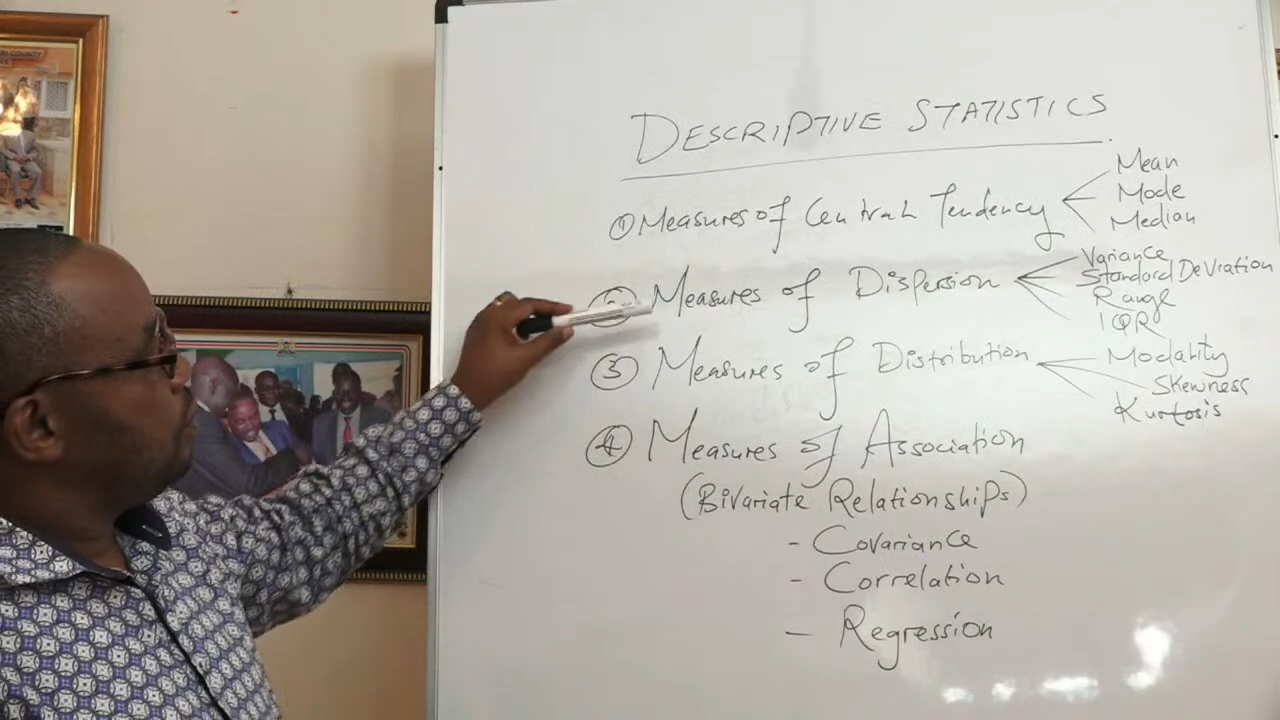 DESCRIPTIVE STATISTICS
① Measures of Central Tendency
Mean
Mode
Median
② Measures of Dispersion
Variance
Standard Deviation
Range
IQR
③ Measures of Distribution
Modality
Skewness
Kurtosis
④ Measures of Association
(Bivariate Relationships)
- Covariance
- Correlation
- Regression